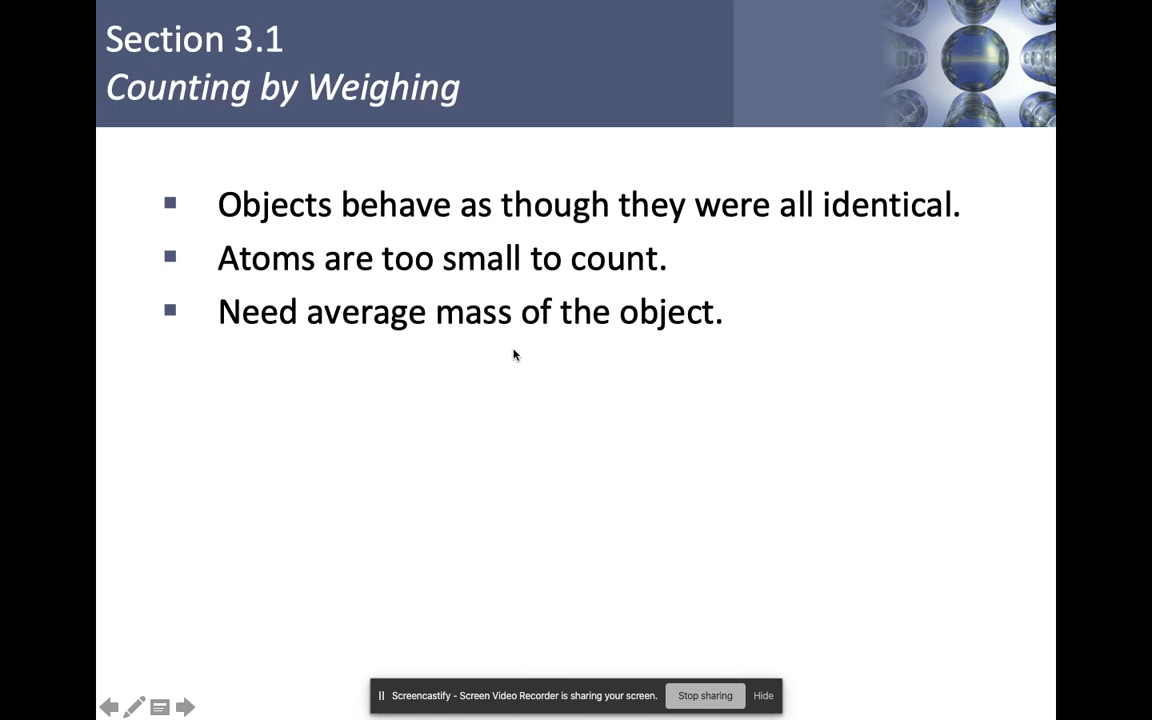 Section 3.1
Counting by Weighing
Objects behave as though they were all identical.
Atoms are too small to count.
Need average mass of the object.
Screencastify - Screen Video Recorder is sharing your screen. Stop sharing Hide